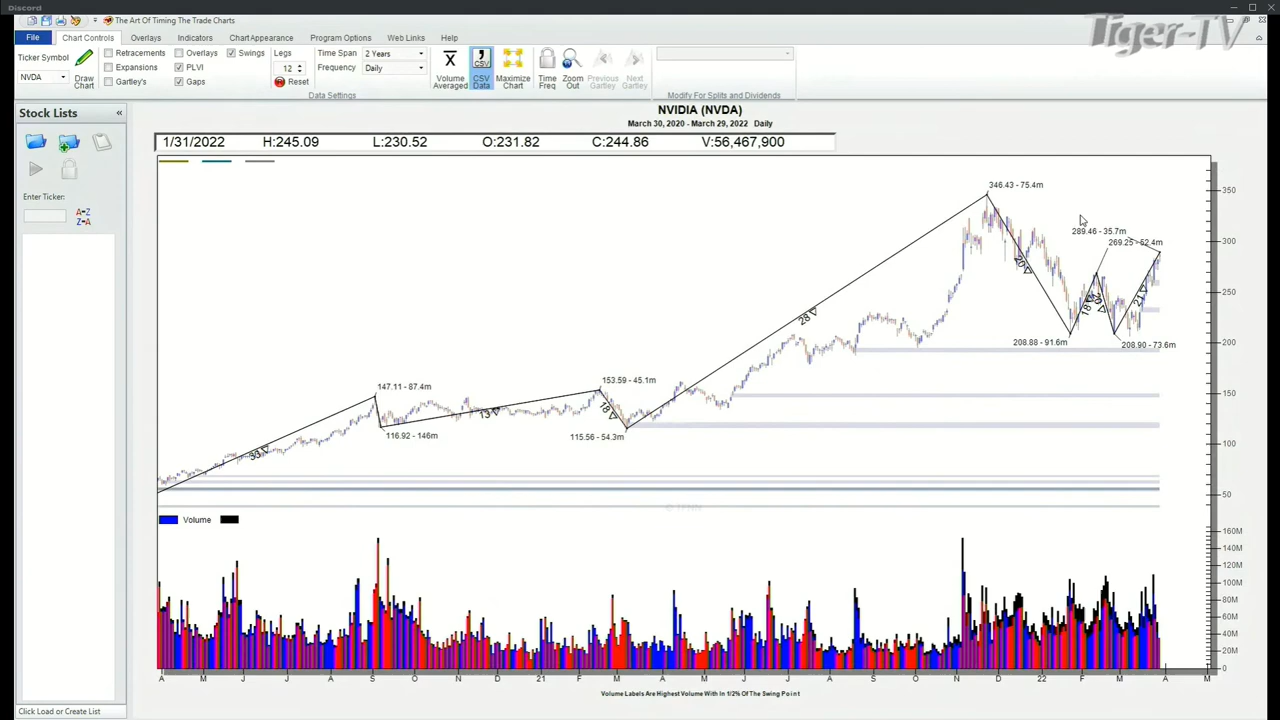 Discord
The Art Of Timing The Trade Charts
Tiger-TV
File Chart Controls Overlays Indicators Chart Appearance Program Options Web Links Help
Ticker Symbol
NVDA
Draw
Chart
Retracements Overlays Swings Legs
Expansions PLVI 12
Gartley's Gaps Reset
Time Span 2 Years
Frequency Daily
Data Settings
Volume
Averaged
CSV
CSV
Data
Maximize
Chart
Time
Freq
Zoom
Out
Previous
Gartley
Next
Gartley
Modify For Splits and Dividends
Stock Lists
Enter Ticker:
A-Z
Z-A
Click Load or Create List
NVIDIA (NVDA)
March 30, 2020 - March 29, 2022 Daily
1/31/2022 H:245.09 L:230.52 O:231.82 C:244.86 V:56,467,900
346.43 - 75.4m
289.46 - 35.7m
269.25 - 62.4m
208.88 - 91.6m
208.90 - 73.6m
153.59 - 45.1m
147.11 - 87.4m
116.92 - 146m
115.56 - 54.3m
33
13
18
28
20
18
21
350
300
250
200
150
100
50
Volume
160M
140M
120M
100M
80M
60M
40M
20M
0
A M J J A S O N D 21 F M A M J J A S O N D 22 F M A M
Volume Labels Are Highest Volume With In 1/2% Of The Swing Point